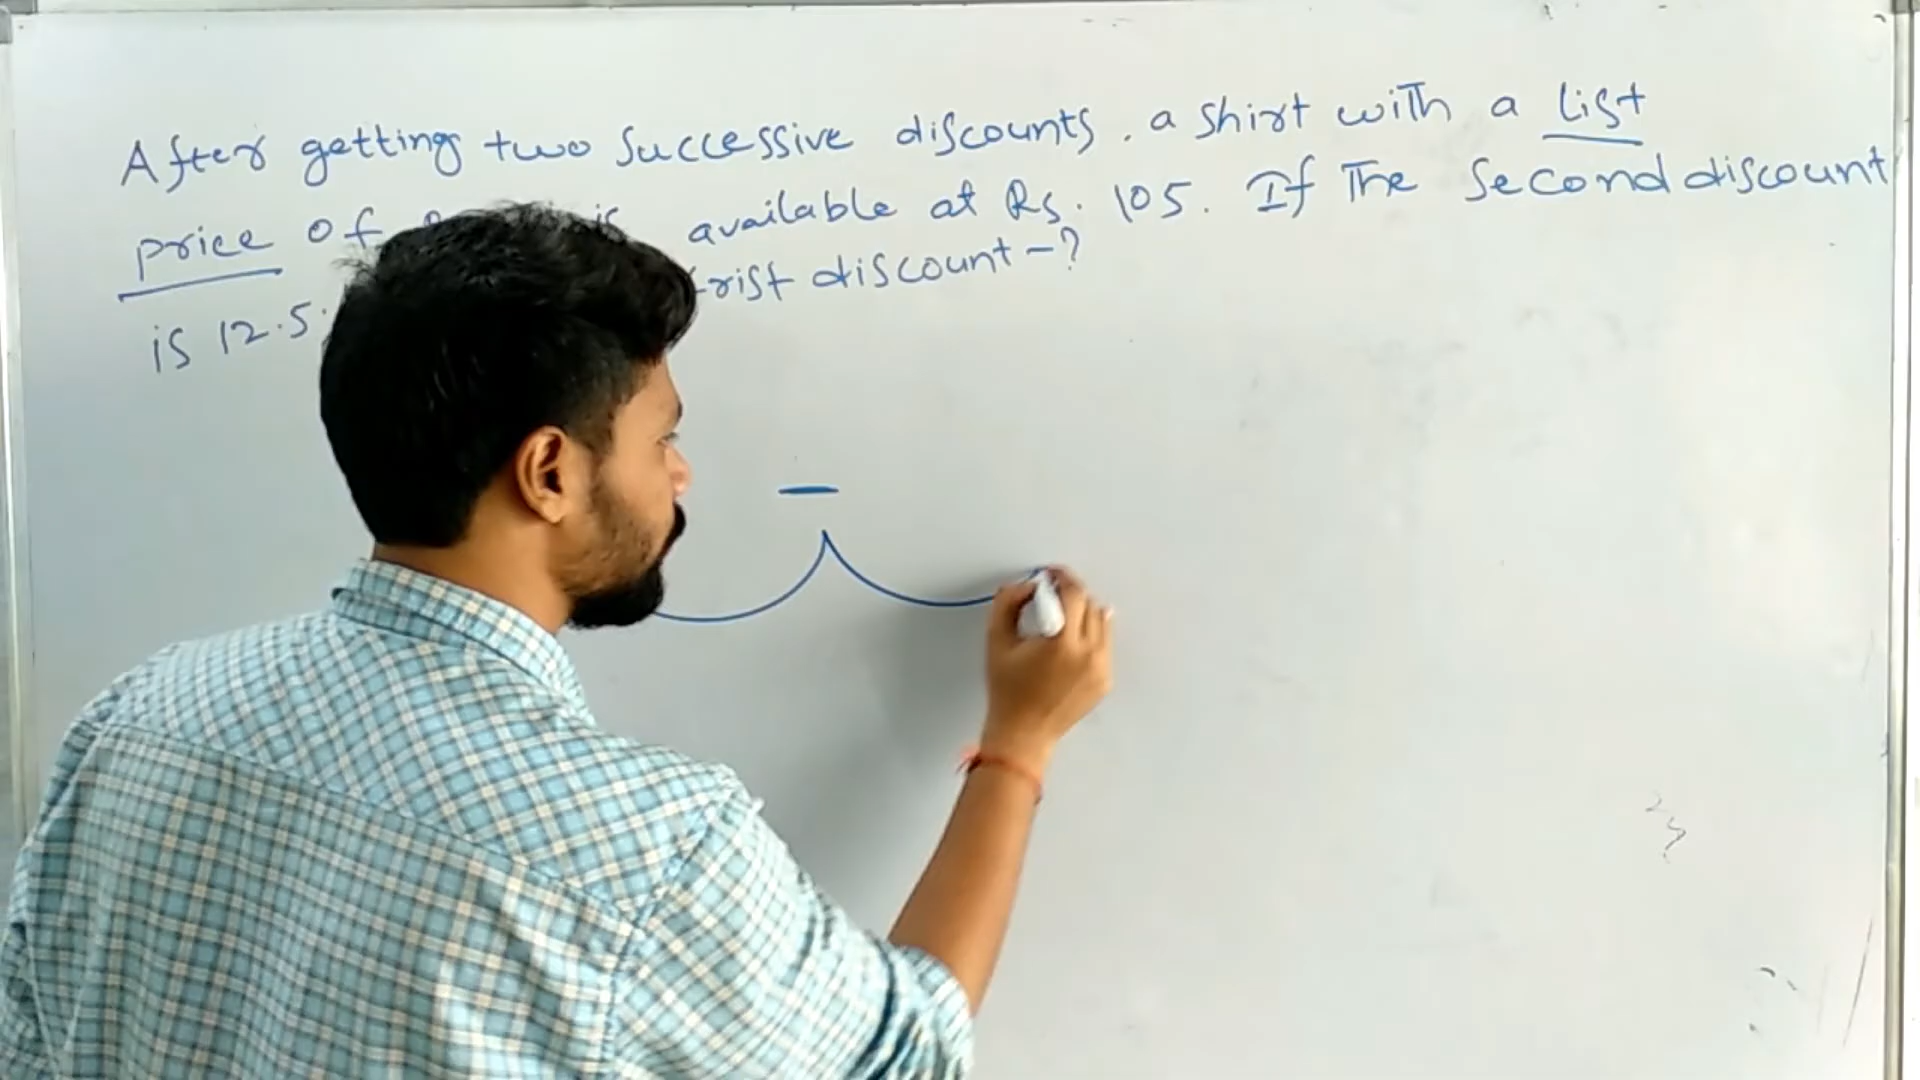 After getting two Successive discounts. a shirt with a list
price of is available at Rs. 105. If The Second discount
is 12.5 discount-?